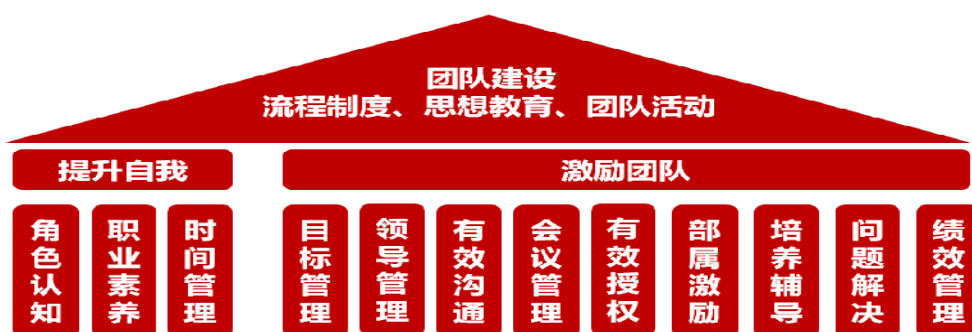 团队建设
流程制度、思想教育、团队活动
提升自我
激励团队
角色认知
职业素养
时间管理
目标管理
领导管理
有效沟通
会议管理
有效授权
部属激励
培养辅导
问题解决
绩效管理